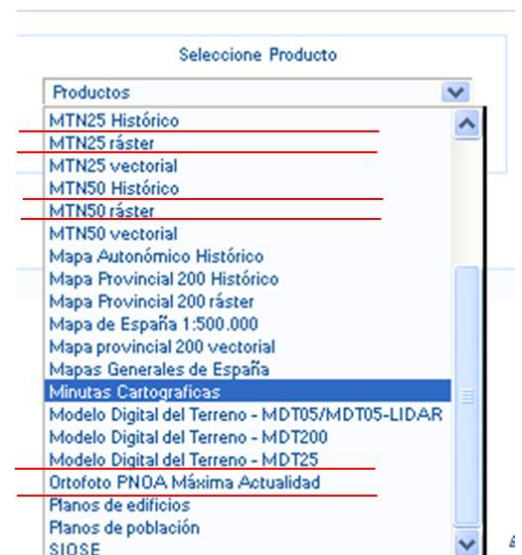 Seleccione Producto
Productos
MTN25 Histórico
MTN25 ráster
MTN25 vectorial
MTN50 Histórico
MTN50 ráster
MTN50 vectorial
Mapa Autonómico Histórico
Mapa Provincial 200 Histórico
Mapa Provincial 200 ráster
Mapa de España 1:500.000
Mapa provincial 200 vectorial
Mapas Generales de España
Minutas Cartograficas
Modelo Digital del Terreno - MDT05/MDT05-LIDAR
Modelo Digital del Terreno - MDT200
Modelo Digital del Terreno - MDT25
Ortofoto PNOA Máxima Actualidad
Planos de edificios
Planos de población
SIOSE